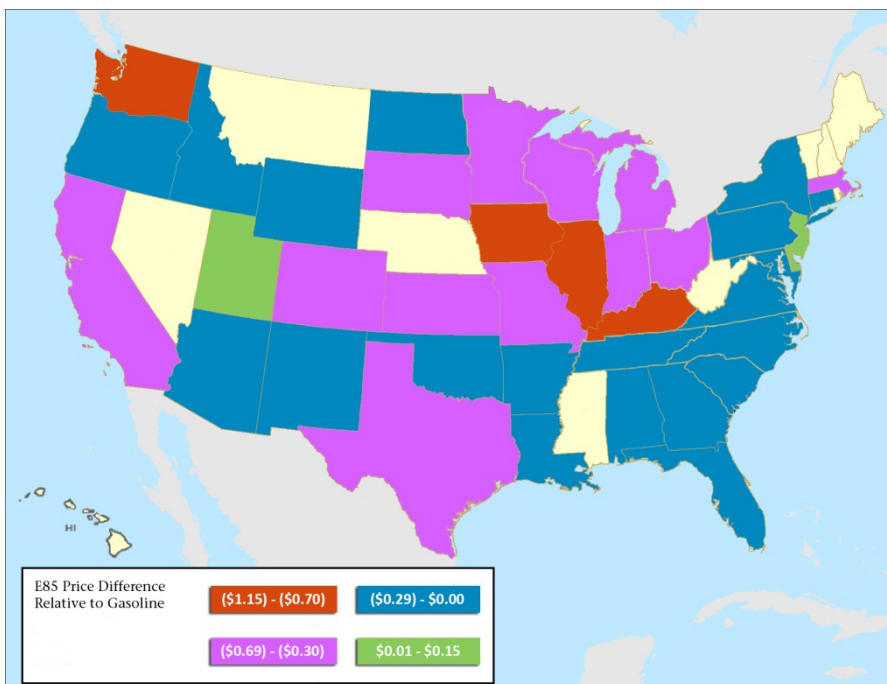 HI
E85 Price Difference
Relative to Gasoline
($1.15) - ($0.70)
($0.29) - $0.00
($0.69) - ($0.30)
$0.01 - $0.15